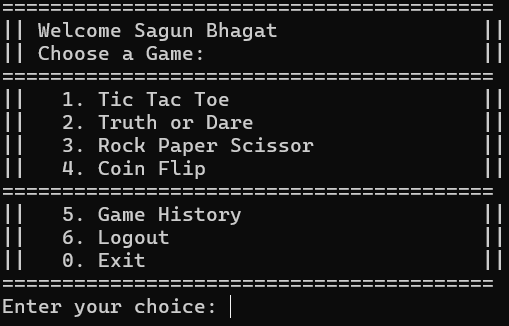 =========================================
|| Welcome Sagun Bhagat                 ||
|| Choose a Game:                       ||
=========================================
||   1. Tic Tac Toe                     ||
||   2. Truth or Dare                   ||
||   3. Rock Paper Scissor              ||
||   4. Coin Flip                       ||
=========================================
||   5. Game History                    ||
||   6. Logout                          ||
||   0. Exit                            ||
=========================================
Enter your choice: